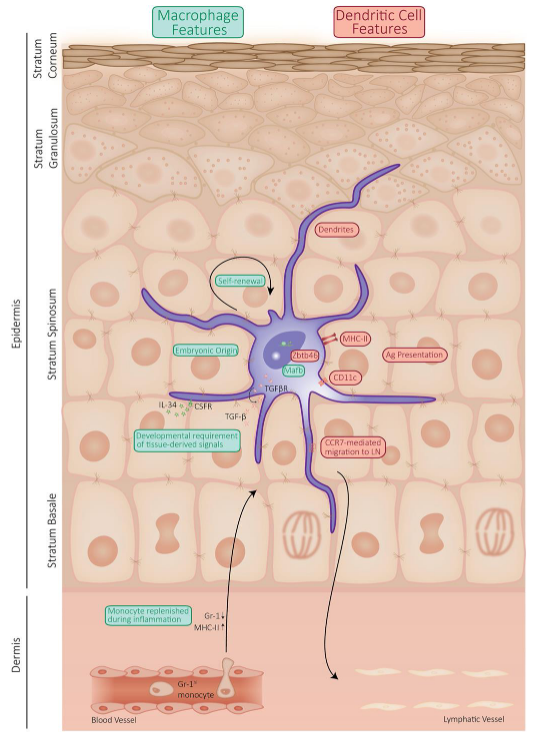 Macrophage
Features
Dendritic Cell
Features
Stratum
Corneum
Stratum
Granulosum
Dendrites
Self-renewal
Epidermis
Stratum Spinosum
MHC-II
Embryonic Origin
Zbtb46
Ag Presentation
Mafb
CD11c
TGFβR
IL-34
CSFR
TGF-β
Developmental requirement
of tissue-derived signals
CCR7-mediated
migration to LN
Stratum Basale
Monocyte replenished
during inflammation
Gr-1↓
MHC-II↑
Dermis
Gr-1⁺
monocyte
Blood Vessel
Lymphatic Vessel